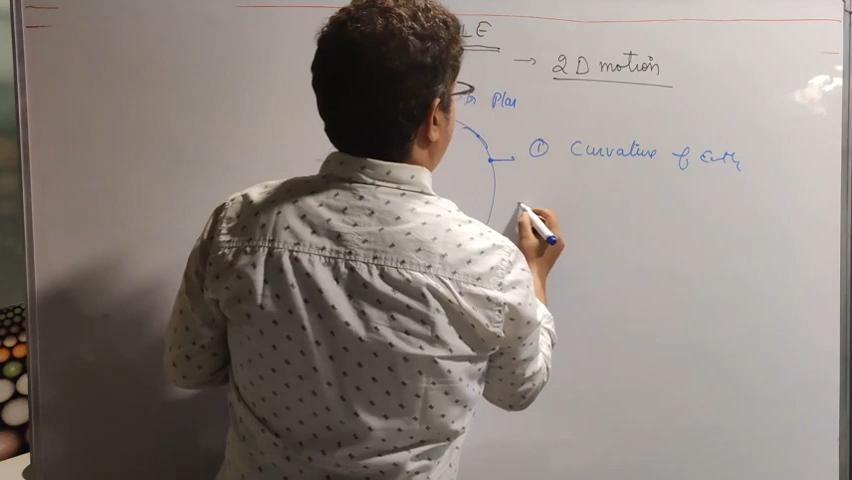 LE
→ 2D motion
Plan
① Curvature of Earth